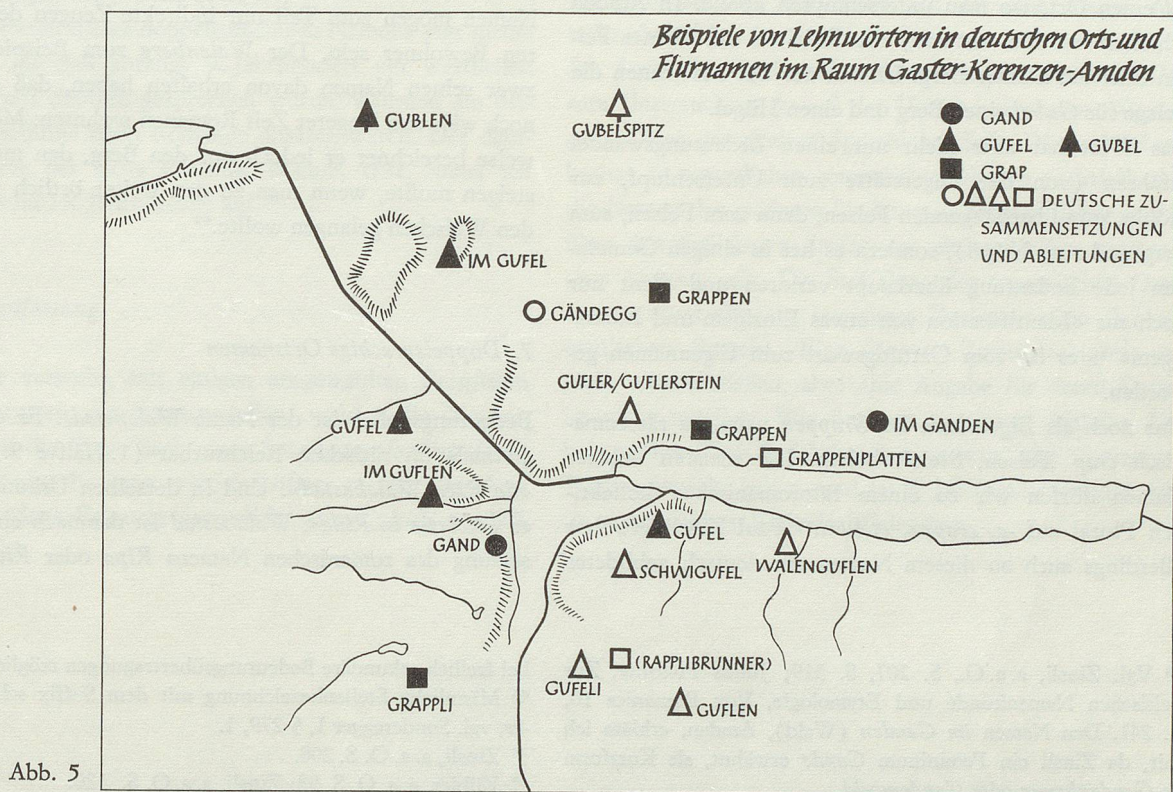 Beispiele von Lehnwörtern in deutschen Orts- und
Flurnamen im Raum Gaster-Kerenzen-Amden
GAND
GUFEL GUBEL
GRAP
DEUTSCHE ZU-
SAMMENSETZUNGEN
UND ABLEITUNGEN
GUBLEN
GUBELSPITZ
IM GUFEL
GRAPPEN
GÄNDEGG
GUFLER/GUFLERSTEIN
GUFEL
GRAPPEN
IM GANDEN
GRAPPENPLATTEN
IM GUFLEN
GAND
GUFEL
WALENGUFLEN
SCHWIGUFEL
(RAPPLIBRUNNER)
GUFELI
GRAPPLI
GUFLEN
Abb. 5